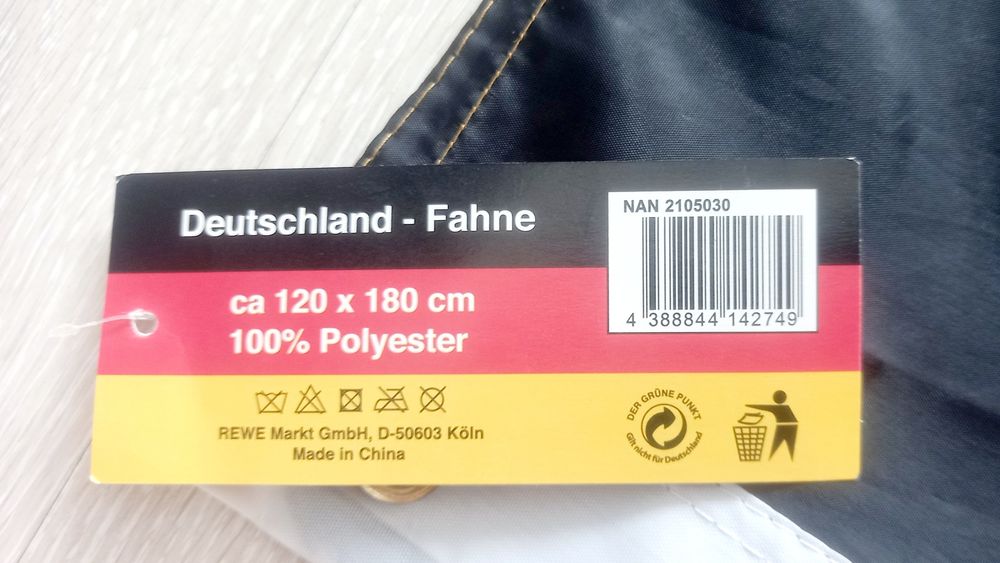 Deutschland - Fahne
ca 120 x 180 cm
100% Polyester
NAN 2105030
4 388844 142749
REWE Markt GmbH, D-50603 Köln
Made in China
DER GRÜNE PUNKT
Gilt nicht für Deutschland